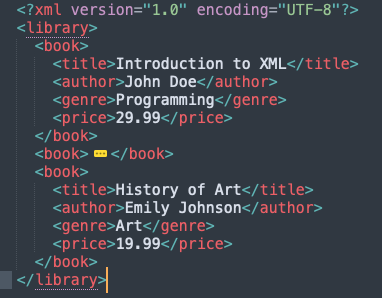 <?xml version="1.0" encoding="UTF-8"?>
<library>
  <book>
    <title>Introduction to XML</title>
    <author>John Doe</author>
    <genre>Programming</genre>
    <price>29.99</price>
  </book>
  <book>⋯</book>
  <book>
    <title>History of Art</title>
    <author>Emily Johnson</author>
    <genre>Art</genre>
    <price>19.99</price>
  </book>
</library>